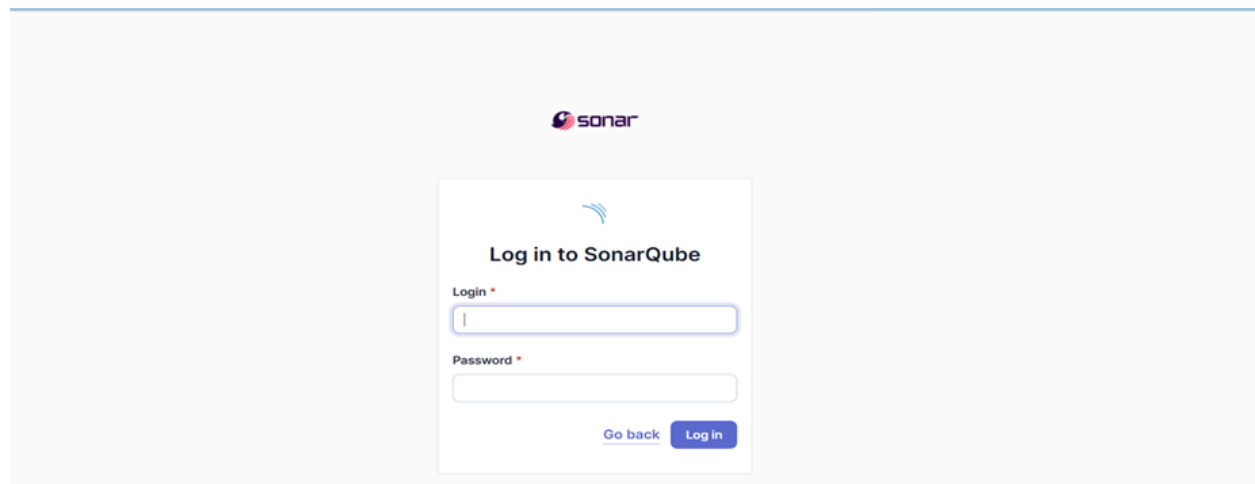 sonar
Log in to SonarQube
Login *
Password *
Go back Log in